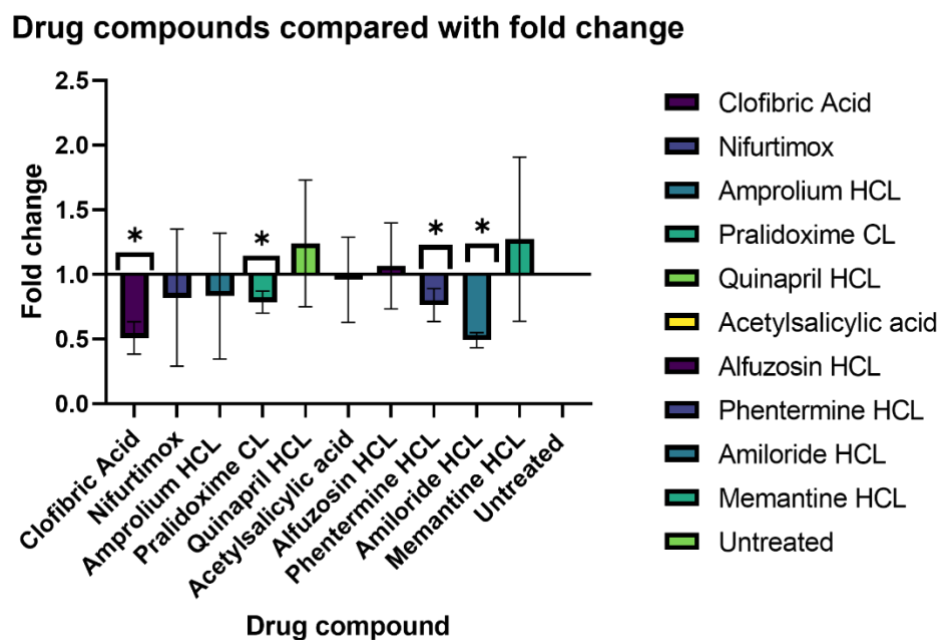 Drug compounds compared with fold change
2.5
2.0
1.5
1.0
0.5
0.0
Fold change
*
*
*
*
Clofibric Acid
Nifurtimox
Amprolium HCL
Pralidoxime CL
Quinapril HCL
Acetylsalicylic acid
Alfuzosin HCL
Phentermine HCL
Amiloride HCL
Memantine HCL
Untreated
Drug compound
Clofibric Acid
Nifurtimox
Amprolium HCL
Pralidoxime CL
Quinapril HCL
Acetylsalicylic acid
Alfuzosin HCL
Phentermine HCL
Amiloride HCL
Memantine HCL
Untreated